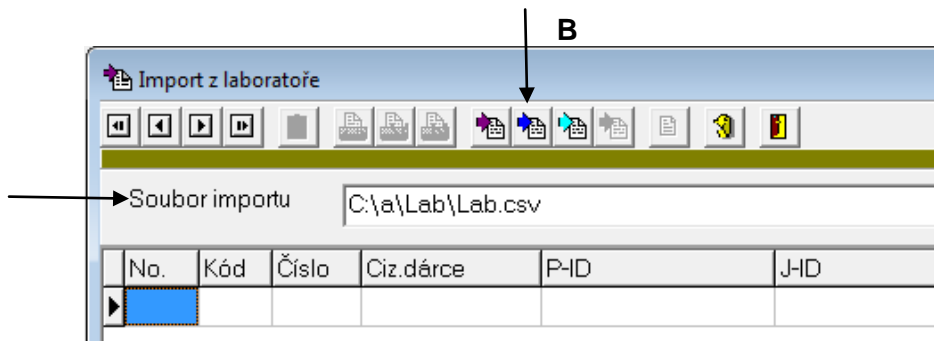 B
Import z laboratoře
Soubor importu C:\a\Lab\Lab.csv
No. Kód Číslo Ciz.dárce P-ID J-ID